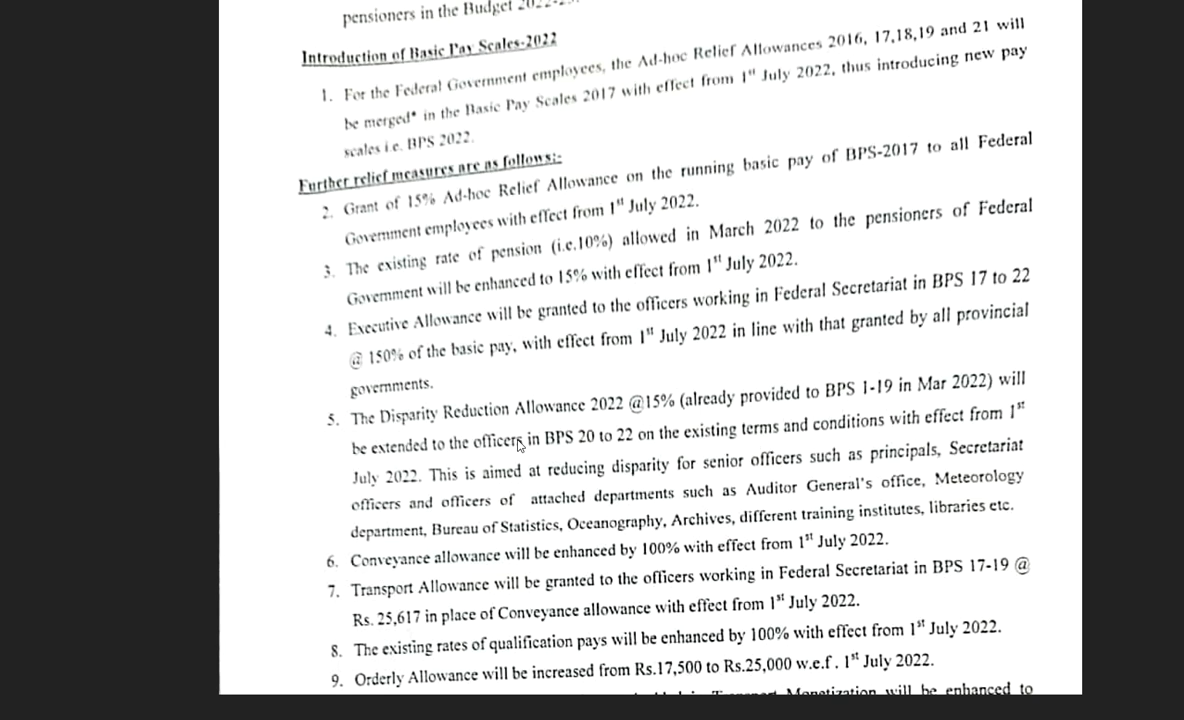 pensioners in the Budget 2022-23.
Introduction of Basic Pay Scales-2022
1. For the Federal Government employees, the Ad-hoc Relief Allowances 2016, 17,18,19 and 21 will
be merged* in the Basic Pay Scales 2017 with effect from 1st July 2022, thus introducing new pay
scales i.e. BPS 2022.
Further relief measures are as follows:-
2. Grant of 15% Ad-hoc Relief Allowance on the running basic pay of BPS-2017 to all Federal
Government employees with effect from 1st July 2022.
3. The existing rate of pension (i.e.10%) allowed in March 2022 to the pensioners of Federal
Government will be enhanced to 15% with effect from 1st July 2022.
4. Executive Allowance will be granted to the officers working in Federal Secretariat in BPS 17 to 22
@ 150% of the basic pay, with effect from 1st July 2022 in line with that granted by all provincial
governments.
5. The Disparity Reduction Allowance 2022 @15% (already provided to BPS 1-19 in Mar 2022) will
be extended to the officers in BPS 20 to 22 on the existing terms and conditions with effect from 1st
July 2022. This is aimed at reducing disparity for senior officers such as principals, Secretariat
officers and officers of attached departments such as Auditor General's office, Meteorology
department, Bureau of Statistics, Oceanography, Archives, different training institutes, libraries etc.
6. Conveyance allowance will be enhanced by 100% with effect from 1st July 2022.
7. Transport Allowance will be granted to the officers working in Federal Secretariat in BPS 17-19 @
Rs. 25,617 in place of Conveyance allowance with effect from 1st July 2022.
8. The existing rates of qualification pays will be enhanced by 100% with effect from 1st July 2022.
9. Orderly Allowance will be increased from Rs.17,500 to Rs.25,000 w.e.f. 1st July 2022.
Monetization will be enhanced to